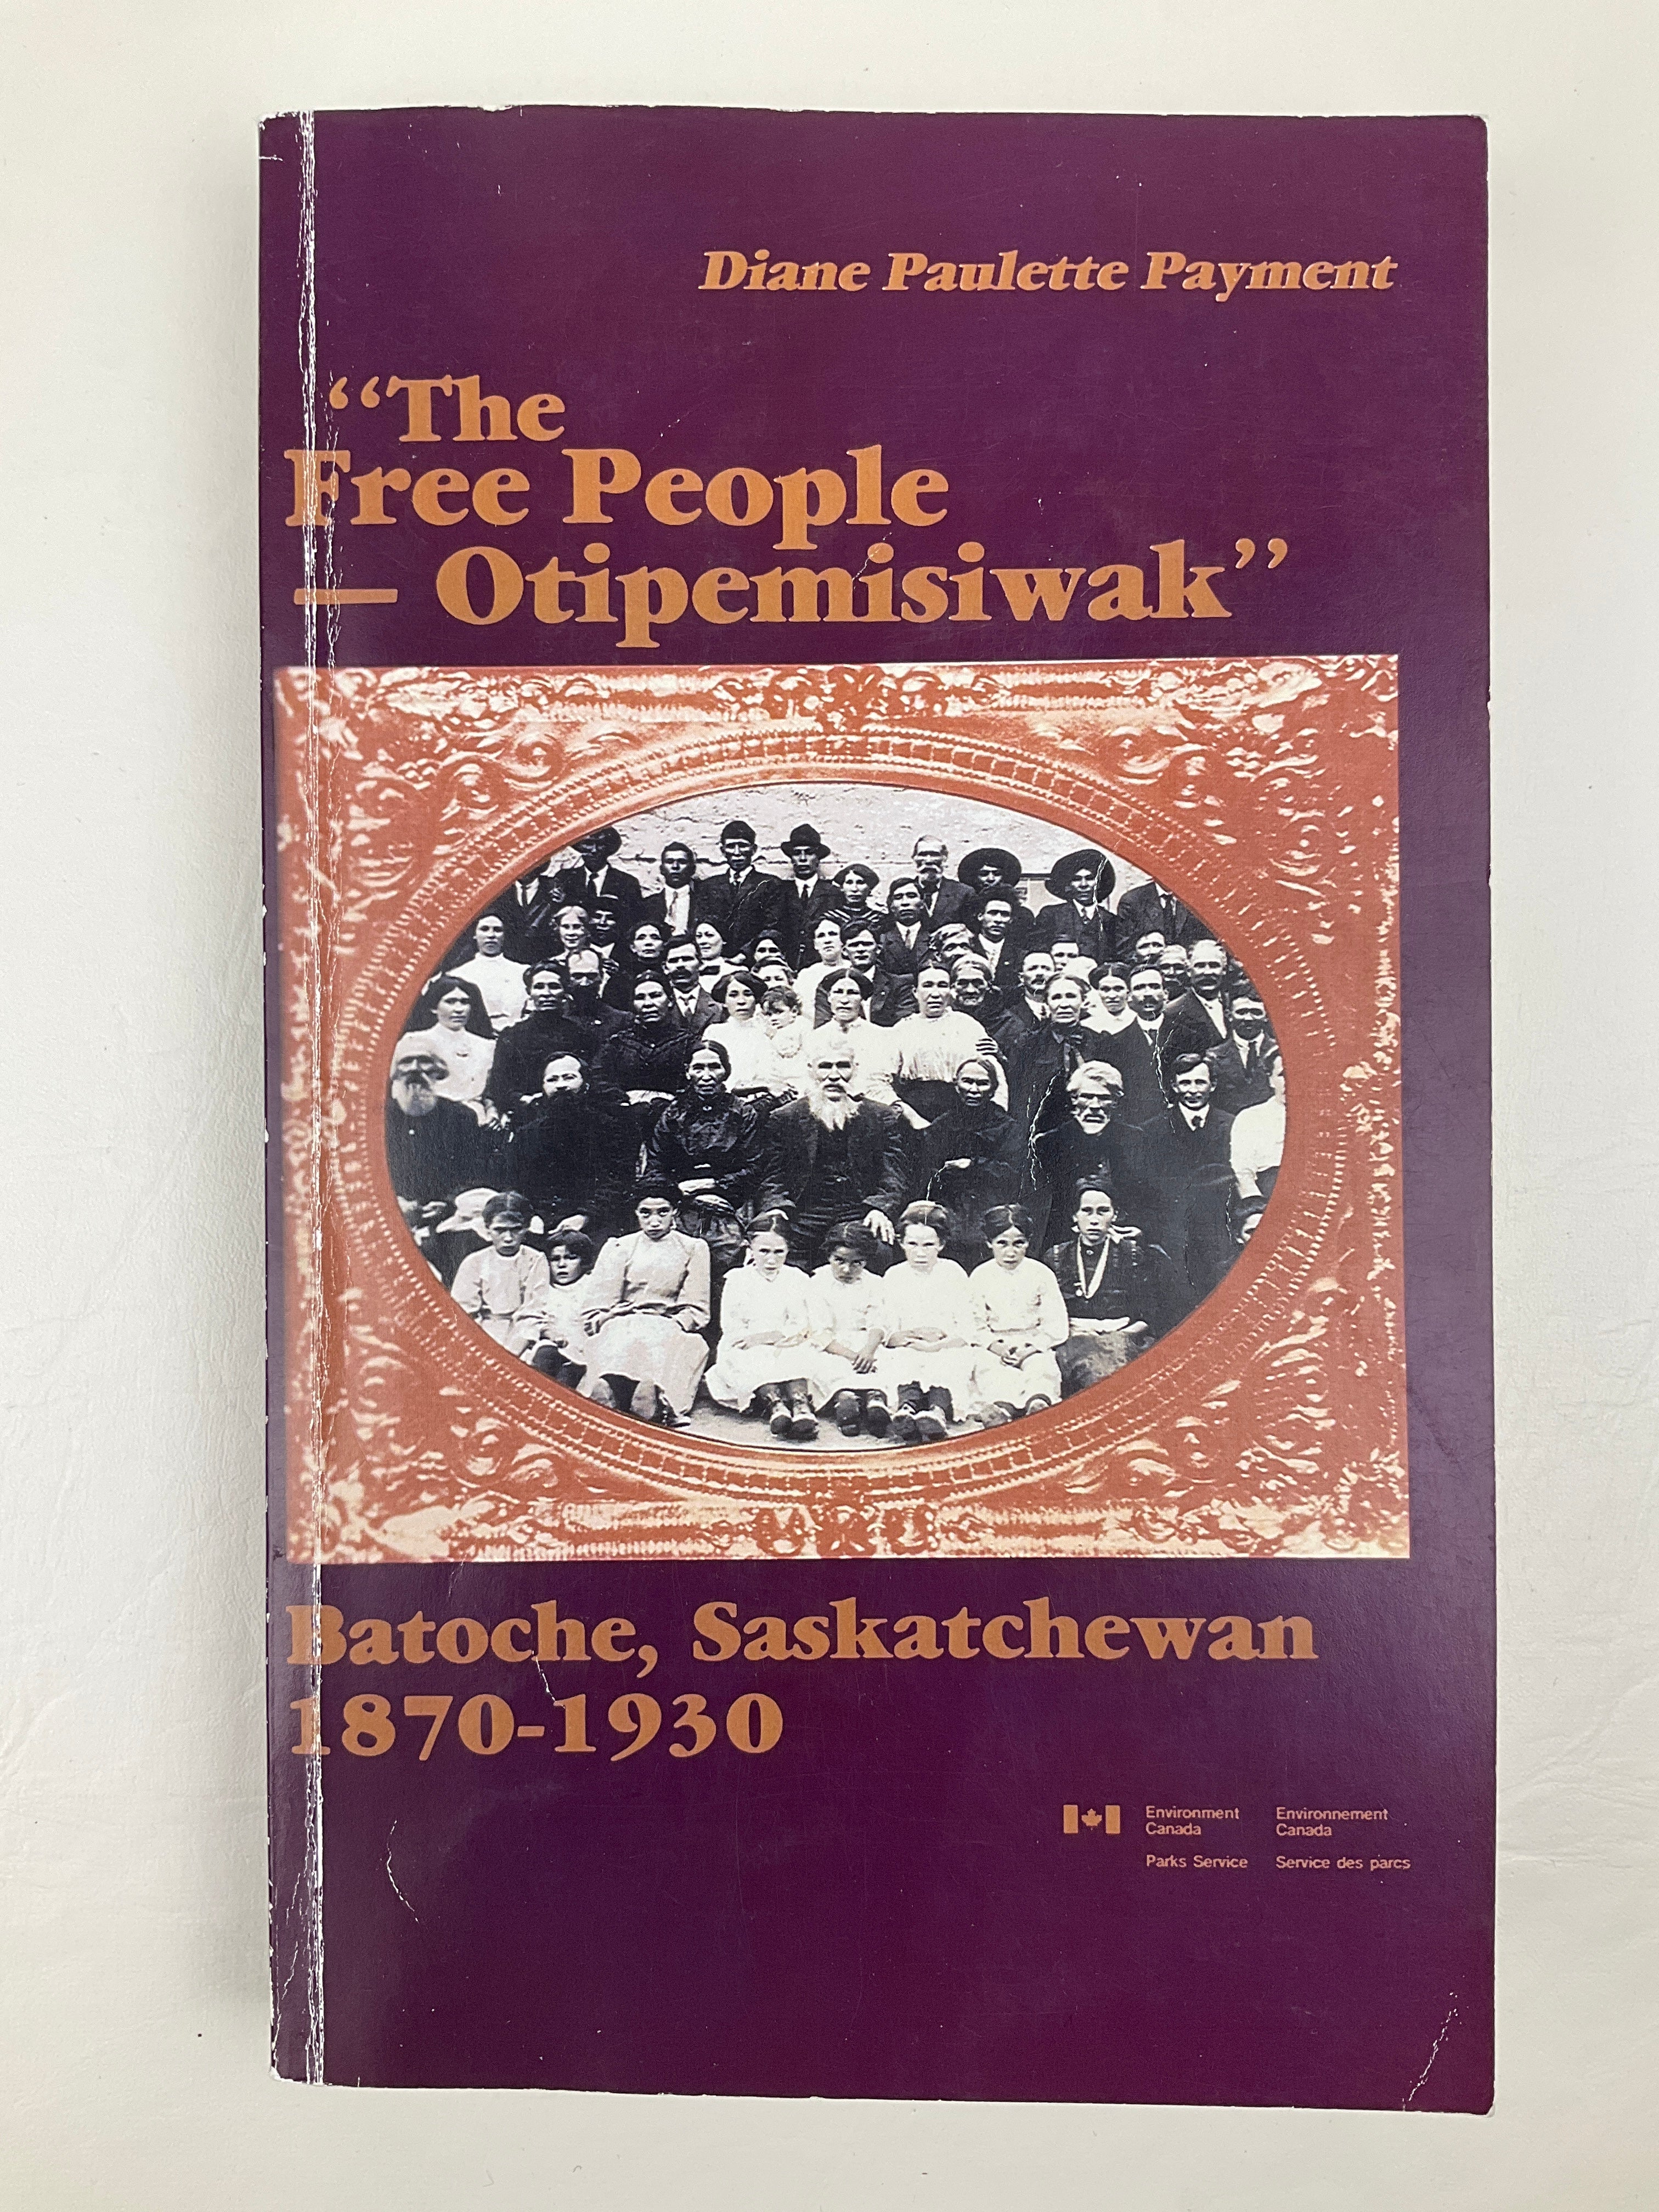 Diane Paulette Payment
“The
Free People
— Otipemisiwak”
Batoche, Saskatchewan
1870-1930
Environment Canada
Parks Service
Environnement Canada
Service des parcs